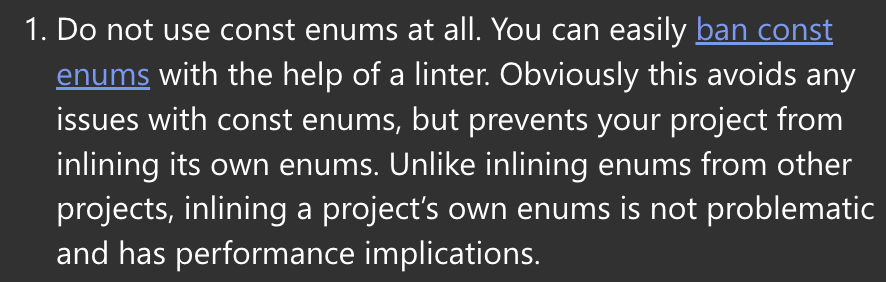 1. Do not use const enums at all. You can easily ban const
enums with the help of a linter. Obviously this avoids any
issues with const enums, but prevents your project from
inlining its own enums. Unlike inlining enums from other
projects, inlining a project’s own enums is not problematic
and has performance implications.